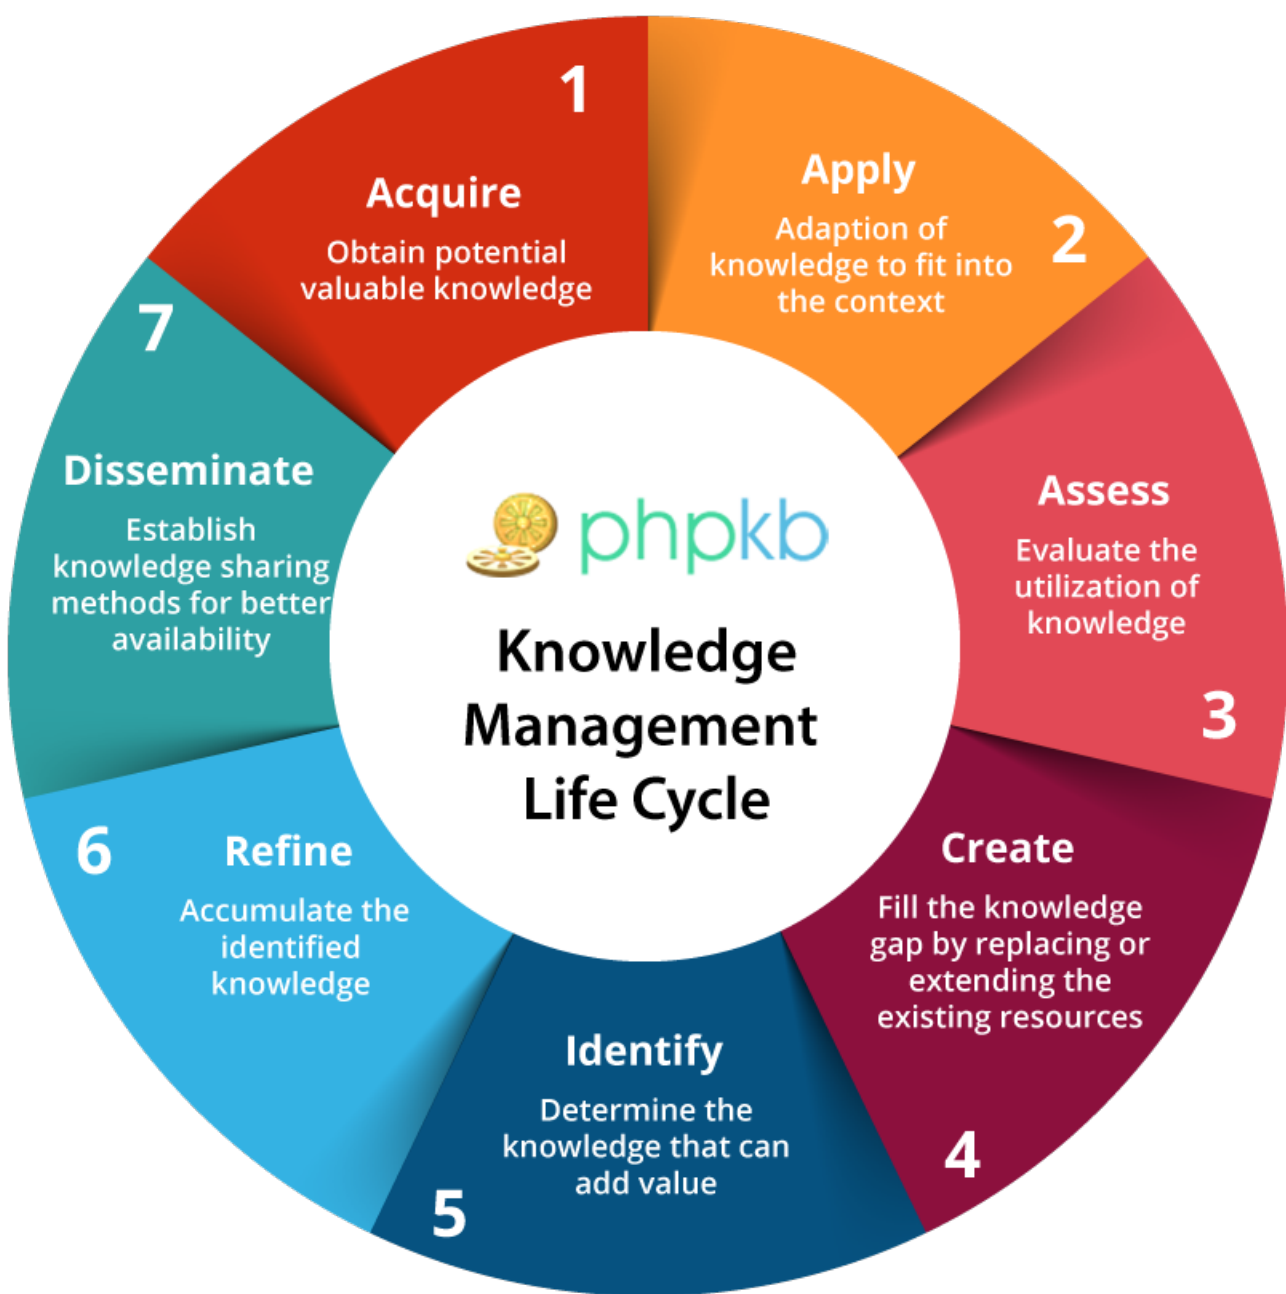 phpkb
Knowledge
Management
Life Cycle
1
Acquire
Obtain potential
valuable knowledge
2
Apply
Adaption of
knowledge to fit into
the context
3
Assess
Evaluate the
utilization of
knowledge
4
Create
Fill the knowledge
gap by replacing or
extending the
existing resources
5
Identify
Determine the
knowledge that can
add value
6
Refine
Accumulate the
identified
knowledge
7
Disseminate
Establish
knowledge sharing
methods for better
availability